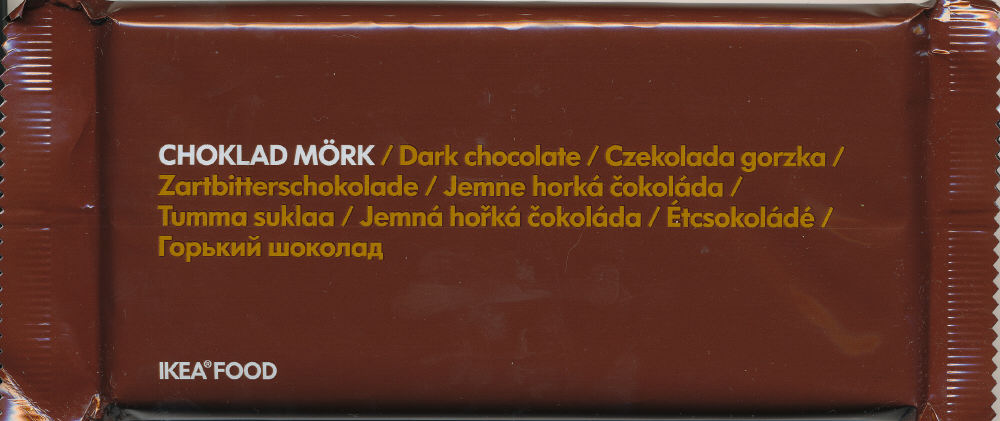 CHOKLAD MÖRK / Dark chocolate / Czekolada gorzka /
Zartbitterschokolade / Jemne horká čokoláda /
Tumma suklaa / Jemná hořká čokoláda / Étcsokoládé /
Горький шоколад
IKEA® FOOD